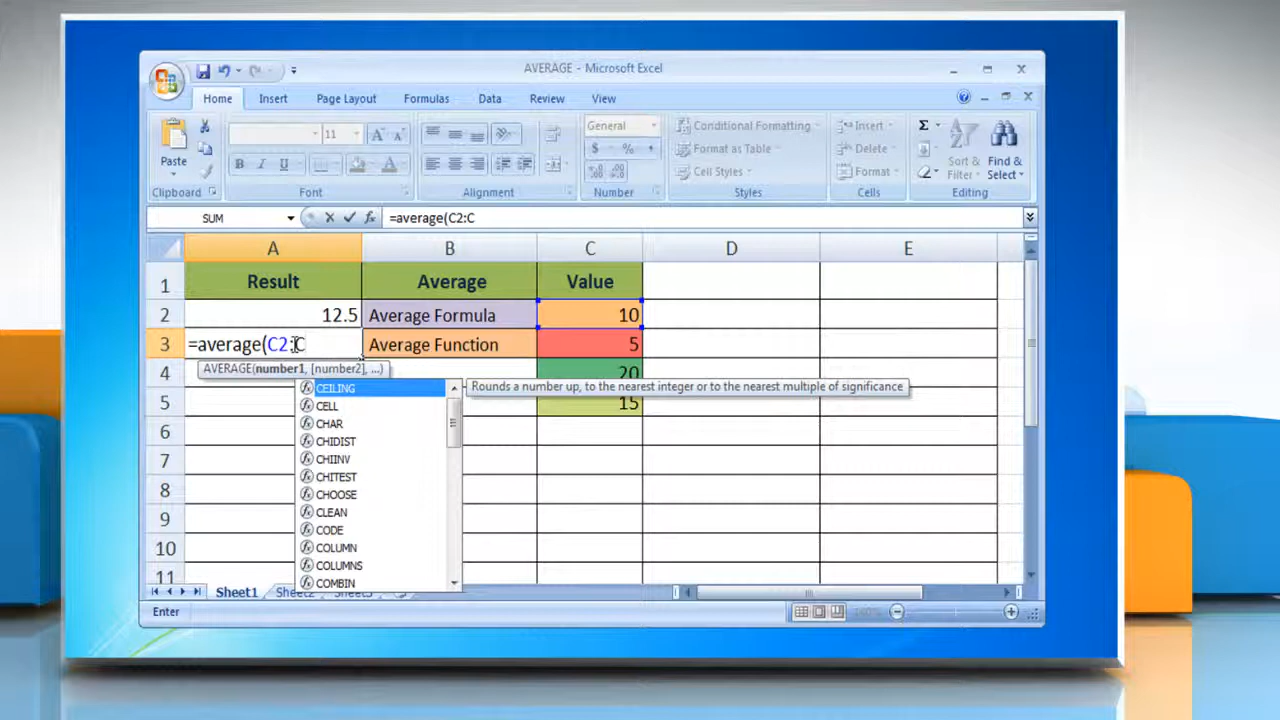 AVERAGE - Microsoft Excel
Home Insert Page Layout Formulas Data Review View
Paste
Clipboard
11
Font
Alignment
General
$ % ,
Number
Conditional Formatting
Format as Table
Cell Styles
Styles
Insert
Delete
Format
Cells
Σ
Sort & Filter
Find & Select
Editing
SUM
=average(C2:C
A B C D E
1 Result Average Value
2 12.5 Average Formula 10
3 =average(C2:C Average Function 5
AVERAGE(number1, [number2], ...)
4 20
CEILING Rounds a number up, to the nearest integer or to the nearest multiple of significance
5 15
CELL
CHAR
CHIDIST
CHIINV
CHITEST
CHOOSE
CLEAN
CODE
COLUMN
COLUMNS
COMBIN
6
7
8
9
10
11
Sheet1 Sheet2 Sheet3
Enter